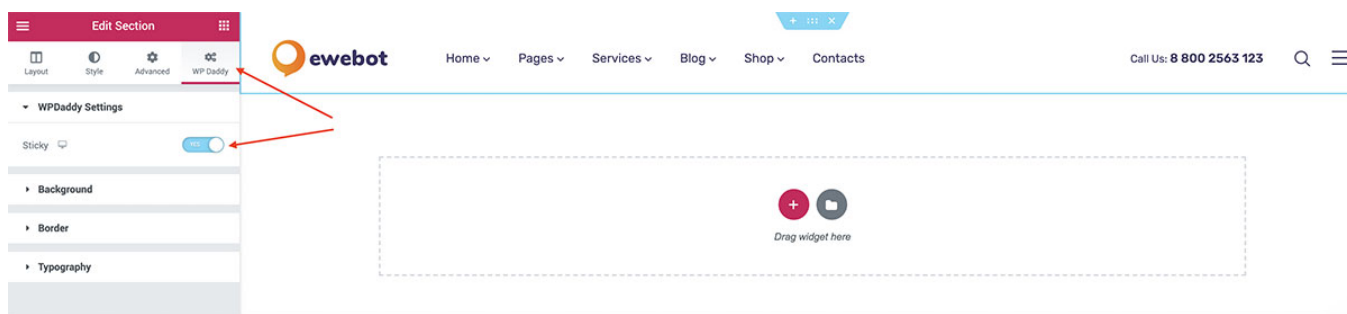 Edit Section
Layout Style Advanced WP Daddy
WPDaddy Settings
Sticky YES
Background
Border
Typography
ewebot Home Pages Services Blog Shop Contacts Call Us: 8 800 2563 123
Drag widget here